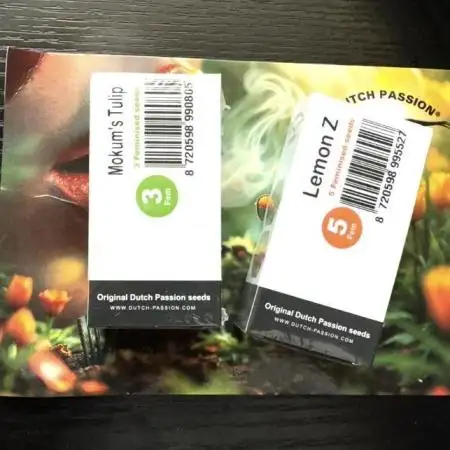 DUTCH PASSION®
Mokum's Tulip
3 Feminised seeds
8 720598 990805
3
Fem
Original Dutch Passion seeds
WWW.DUTCH-PASSION.COM
Lemon Z
5 Feminised seeds
8 720598 995527
5
Fem
Original Dutch Passion seeds
WWW.DUTCH-PASSION.COM